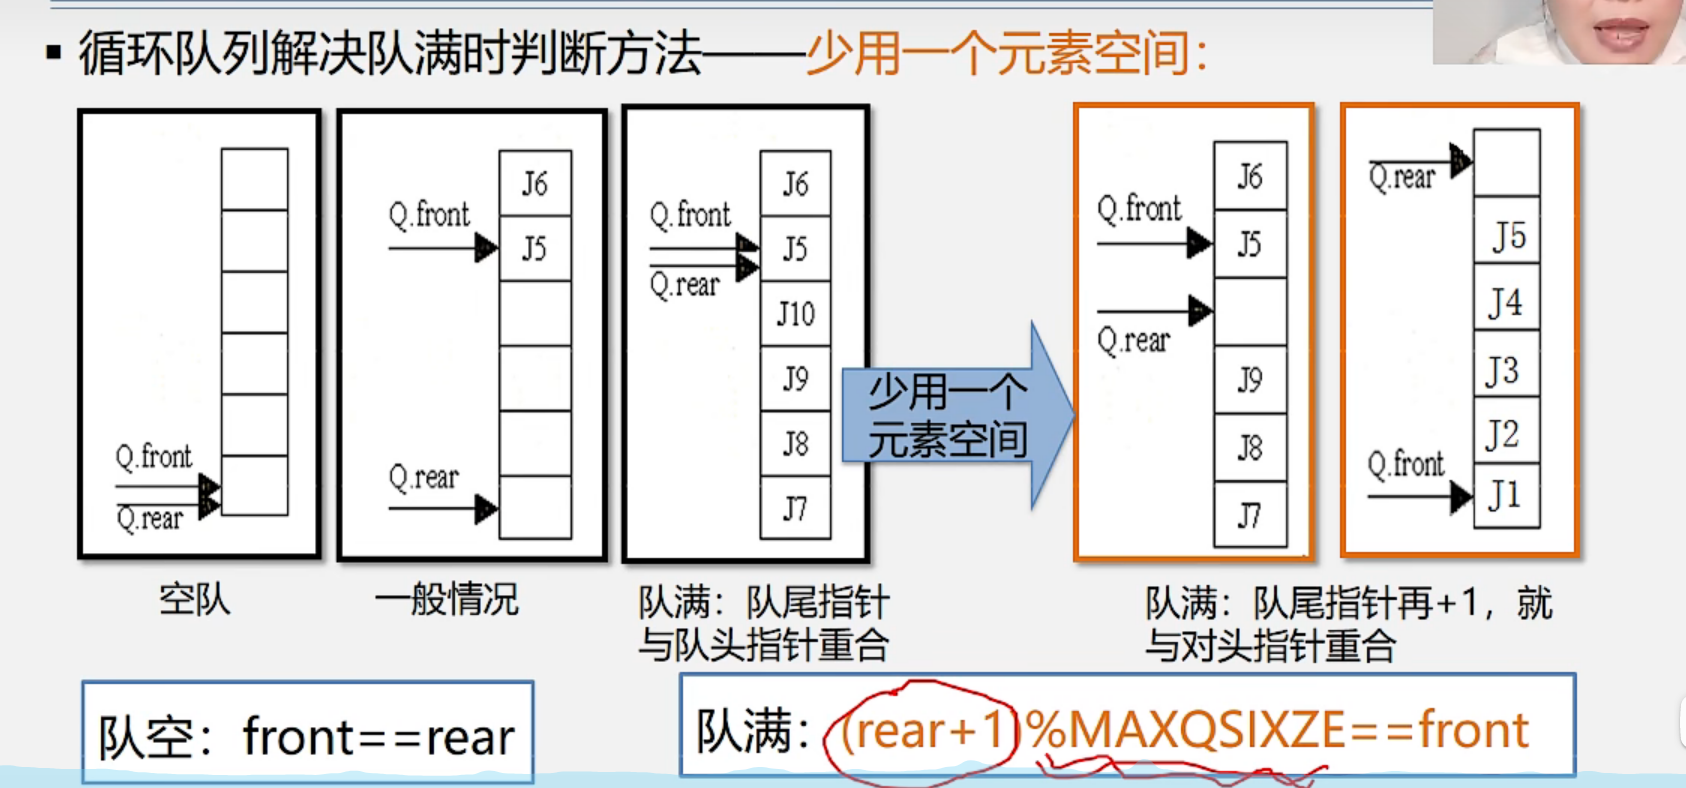 ▪ 循环队列解决队满时判断方法——少用一个元素空间：
Q.front
Q.rear
空队
J6
Q.front
J5
Q.rear
一般情况
J6
Q.front
J5
Q.rear
J10
J9
J8
J7
队满：队尾指针
与队头指针重合
少用一个
元素空间
J6
Q.front
J5
Q.rear
J9
J8
J7
Q.rear
J5
J4
J3
J2
Q.front
J1
队满：队尾指针再+1，就
与对头指针重合
队空：front==rear
队满：(rear+1)%MAXQSIXZE==front